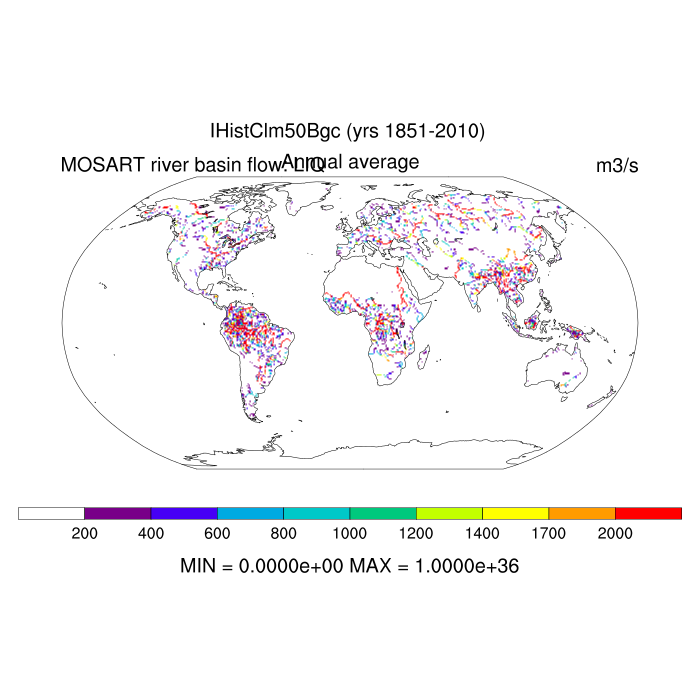 IHistClm50Bgc (yrs 1851-2010)
MOSART river basin flow: LIQ Annual average m3/s
200 400 600 800 1000 1200 1400 1700 2000
MIN = 0.0000e+00 MAX = 1.0000e+36